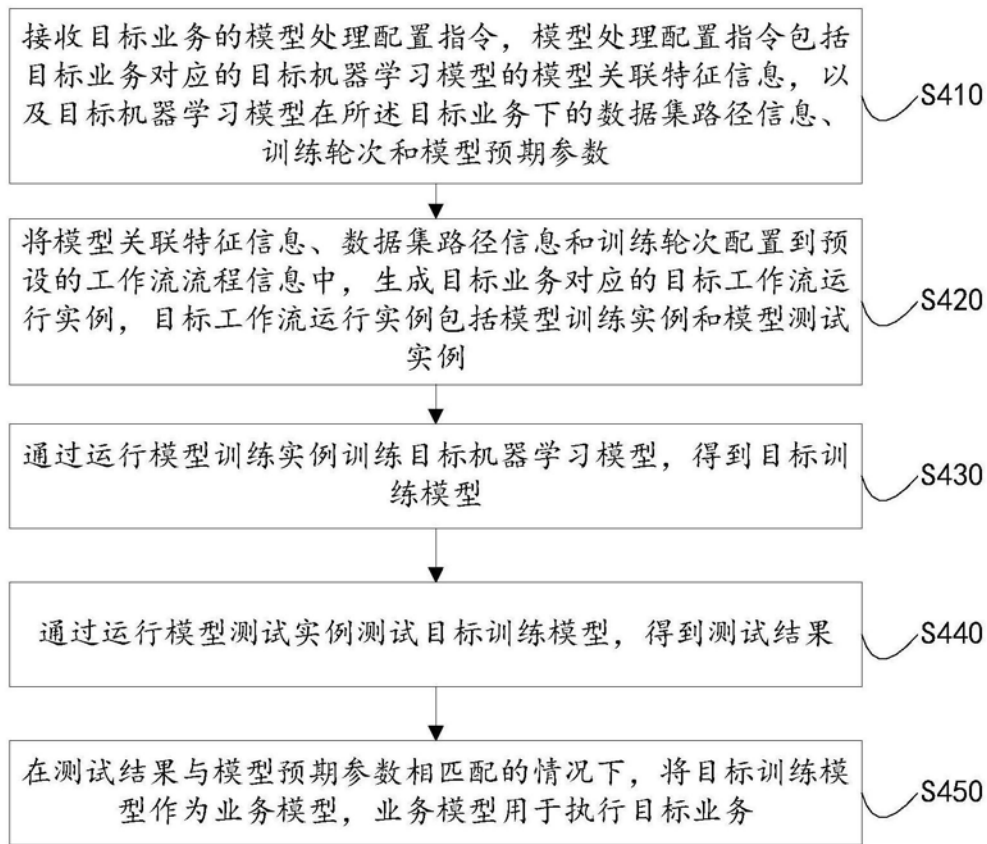 接收目标业务的模型处理配置指令，模型处理配置指令包括
目标业务对应的目标机器学习模型的模型关联特征信息，以
及目标机器学习模型在所述目标业务下的数据集路径信息、
训练轮次和模型预期参数
S410
将模型关联特征信息、数据集路径信息和训练轮次配置到预
设的工作流流程信息中，生成目标业务对应的目标工作流运
行实例，目标工作流运行实例包括模型训练实例和模型测试
实例
S420
通过运行模型训练实例训练目标机器学习模型，得到目标训
练模型
S430
通过运行模型测试实例测试目标训练模型，得到测试结果
S440
在测试结果与模型预期参数相匹配的情况下，将目标训练模
型作为业务模型，业务模型用于执行目标业务
S450